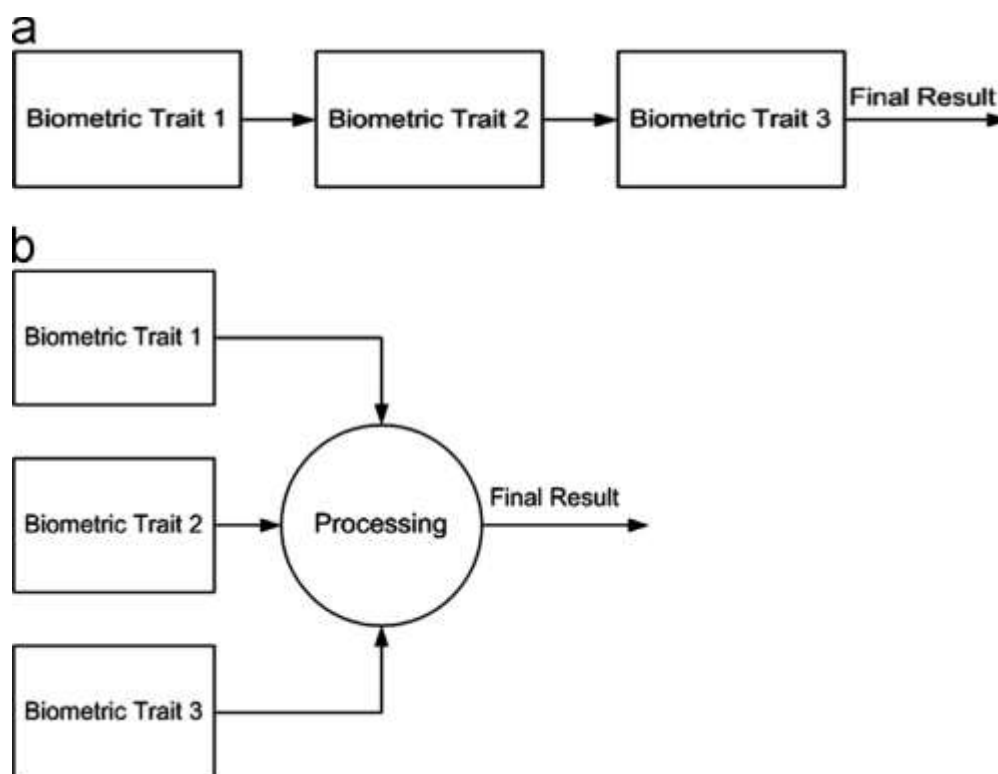 a
Biometric Trait 1
Biometric Trait 2
Biometric Trait 3
Final Result
b
Biometric Trait 1
Biometric Trait 2
Processing
Final Result
Biometric Trait 3